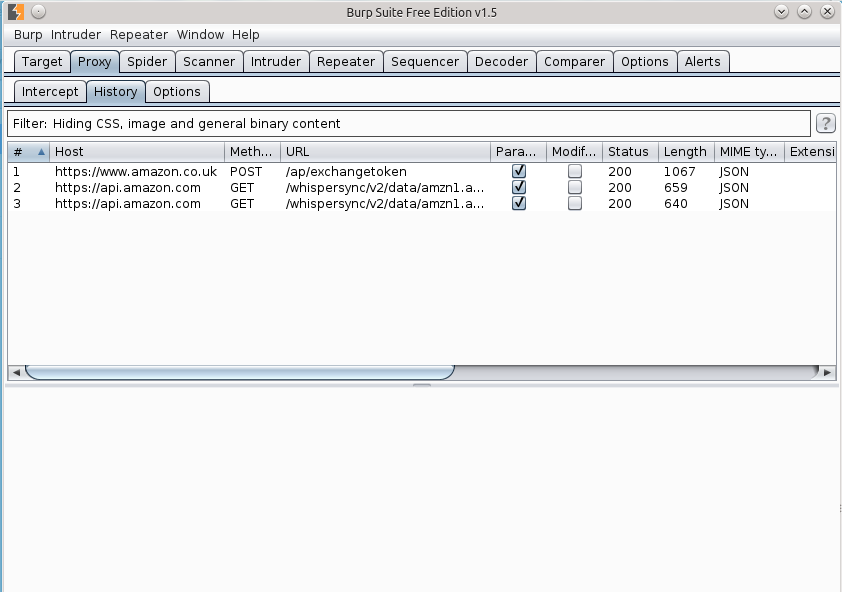 Burp Suite Free Edition v1.5
Burp Intruder Repeater Window Help
Target Proxy Spider Scanner Intruder Repeater Sequencer Decoder Comparer Options Alerts
Intercept History Options
Filter: Hiding CSS, image and general binary content ?
# Host Meth... URL Para... Modif... Status Length MIME ty... Extensi
1 https://www.amazon.co.uk POST /ap/exchangetoken 200 1067 JSON
2 https://api.amazon.com GET /whispersync/v2/data/amzn1.a... 200 659 JSON
3 https://api.amazon.com GET /whispersync/v2/data/amzn1.a... 200 640 JSON